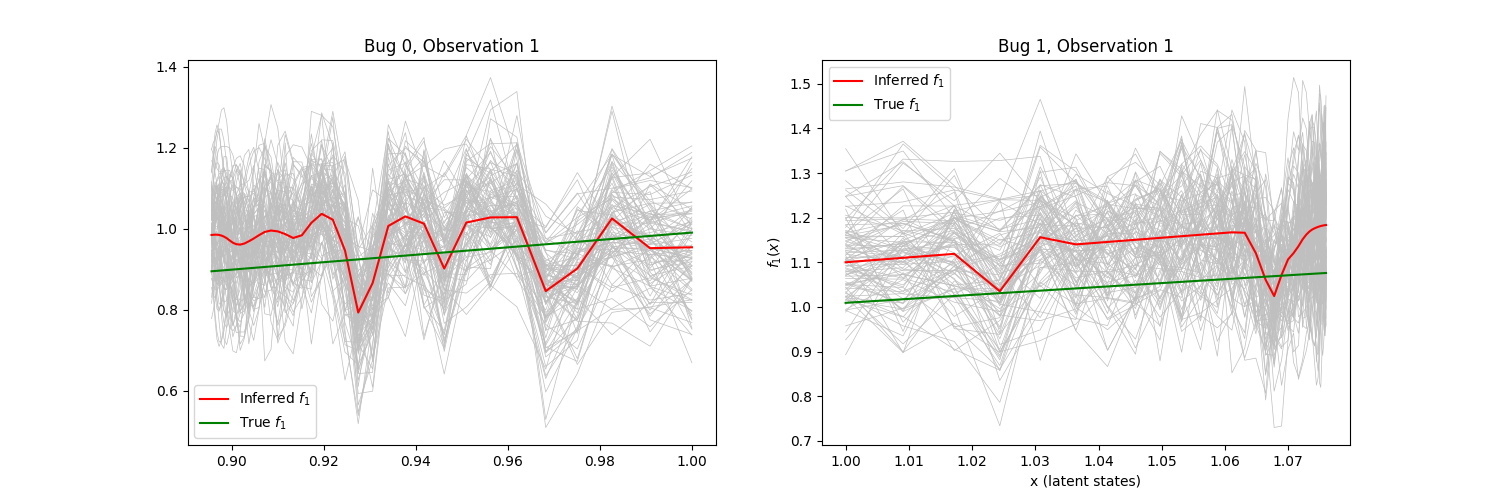 Bug 0, Observation 1
1.4
1.2
1.0
0.8
0.6
Inferred f₁
True f₁
0.90 0.92 0.94 0.96 0.98 1.00
Bug 1, Observation 1
Inferred f₁
True f₁
f₁(x)
1.5
1.4
1.3
1.2
1.1
1.0
0.9
0.8
0.7
1.00 1.01 1.02 1.03 1.04 1.05 1.06 1.07
x (latent states)